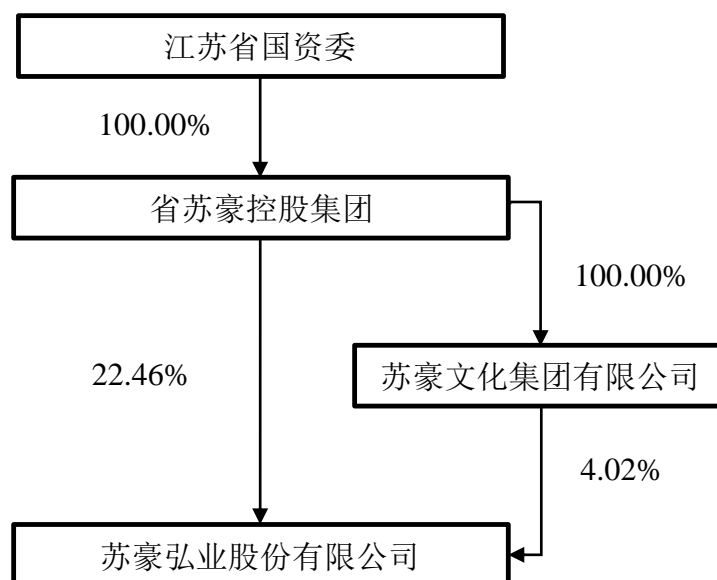 江苏省国资委
100.00%
省苏豪控股集团
100.00%
22.46%
苏豪文化集团有限公司
4.02%
苏豪弘业股份有限公司